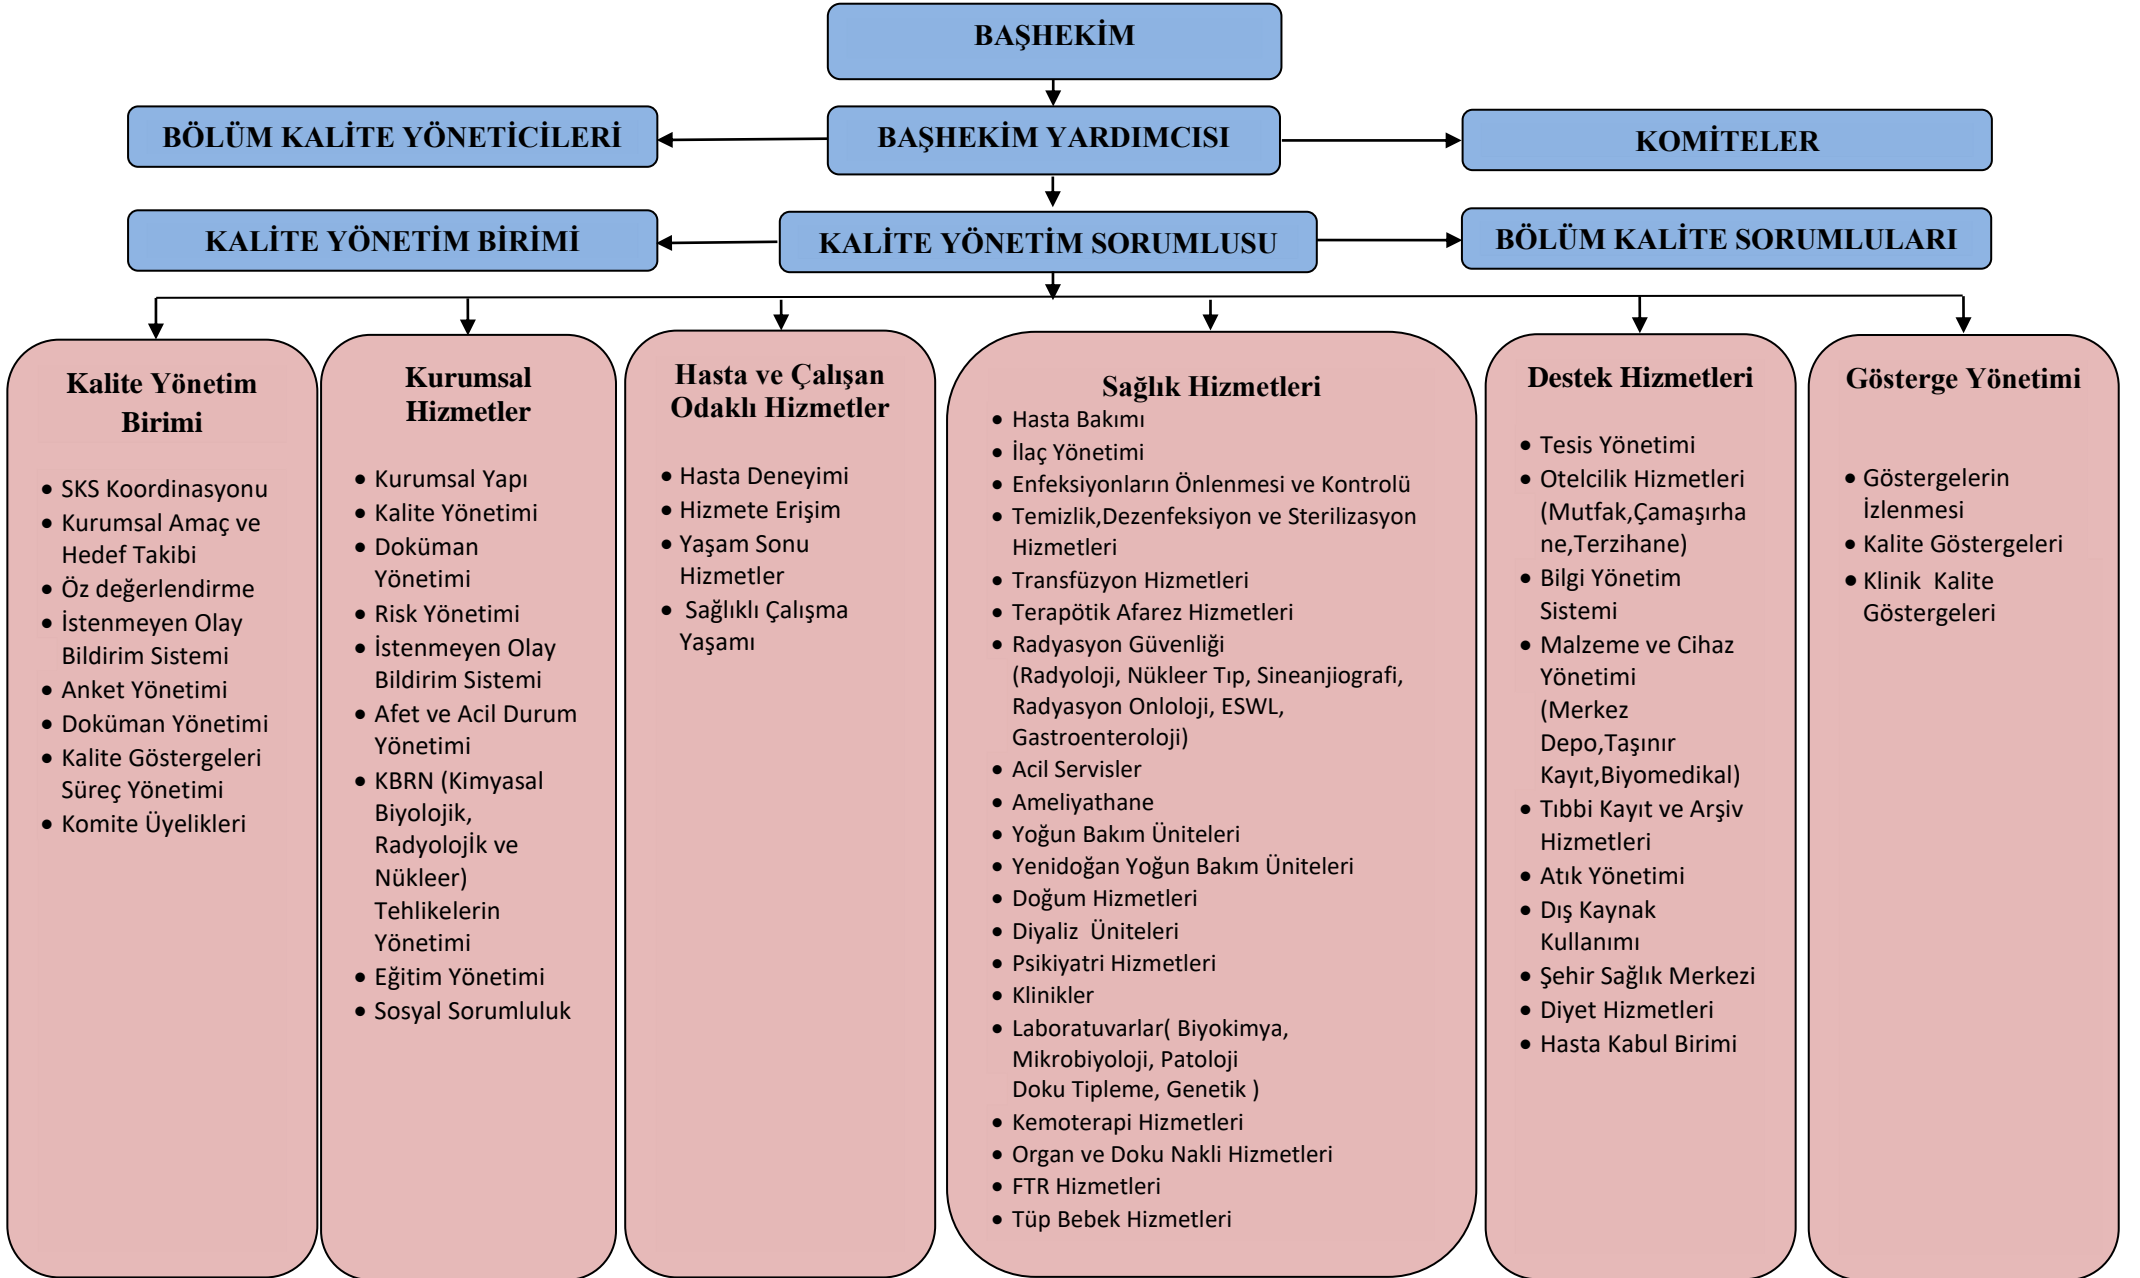 BAŞHEKİM
BÖLÜM KALİTE YÖNETİCİLERİ
BAŞHEKİM YARDIMCISI
KOMİTELER
KALİTE YÖNETİM BİRİMİ
KALİTE YÖNETİM SORUMLUSU
BÖLÜM KALİTE SORUMLULARI
Kalite Yönetim
Birimi
• SKS Koordinasyonu
• Kurumsal Amaç ve
Hedef Takibi
• Öz değerlendirme
• İstenmeyen Olay
Bildirim Sistemi
• Anket Yönetimi
• Doküman Yönetimi
• Kalite Göstergeleri
Süreç Yönetimi
• Komite Üyelikleri
Kurumsal
Hizmetler
• Kurumsal Yapı
• Kalite Yönetimi
• Doküman
Yönetimi
• Risk Yönetimi
• İstenmeyen Olay
Bildirim Sistemi
• Afet ve Acil Durum
Yönetimi
• KBRN (Kimyasal
Biyolojik,
Radyolojİk ve
Nükleer)
Tehlikelerin
Yönetimi
• Eğitim Yönetimi
• Sosyal Sorumluluk
Hasta ve Çalışan
Odaklı Hizmetler
• Hasta Deneyimi
• Hizmete Erişim
• Yaşam Sonu
Hizmetler
• Sağlıklı Çalışma
Yaşamı
Sağlık Hizmetleri
• Hasta Bakımı
• İlaç Yönetimi
• Enfeksiyonların Önlenmesi ve Kontrolü
• Temizlik,Dezenfeksiyon ve Sterilizasyon
Hizmetleri
• Transfüzyon Hizmetleri
• Terapötik Afarez Hizmetleri
• Radyasyon Güvenliği
(Radyoloji, Nükleer Tıp, Sineanjiografi,
Radyasyon Onloloji, ESWL,
Gastroenteroloji)
• Acil Servisler
• Ameliyathane
• Yoğun Bakım Üniteleri
• Yenidoğan Yoğun Bakım Üniteleri
• Doğum Hizmetleri
• Diyaliz Üniteleri
• Psikiyatri Hizmetleri
• Klinikler
• Laboratuvarlar( Biyokimya,
Mikrobiyoloji, Patoloji
Doku Tipleme, Genetik )
• Kemoterapi Hizmetleri
• Organ ve Doku Nakli Hizmetleri
• FTR Hizmetleri
• Tüp Bebek Hizmetleri
Destek Hizmetleri
• Tesis Yönetimi
• Otelcilik Hizmetleri
(Mutfak,Çamaşırha
ne,Terzihane)
• Bilgi Yönetim
Sistemi
• Malzeme ve Cihaz
Yönetimi
(Merkez
Depo,Taşınır
Kayıt,Biyomedikal)
• Tıbbi Kayıt ve Arşiv
Hizmetleri
• Atık Yönetimi
• Dış Kaynak
Kullanımı
• Şehir Sağlık Merkezi
• Diyet Hizmetleri
• Hasta Kabul Birimi
Gösterge Yönetimi
• Göstergelerin
İzlenmesi
• Kalite Göstergeleri
• Klinik Kalite
Göstergeleri